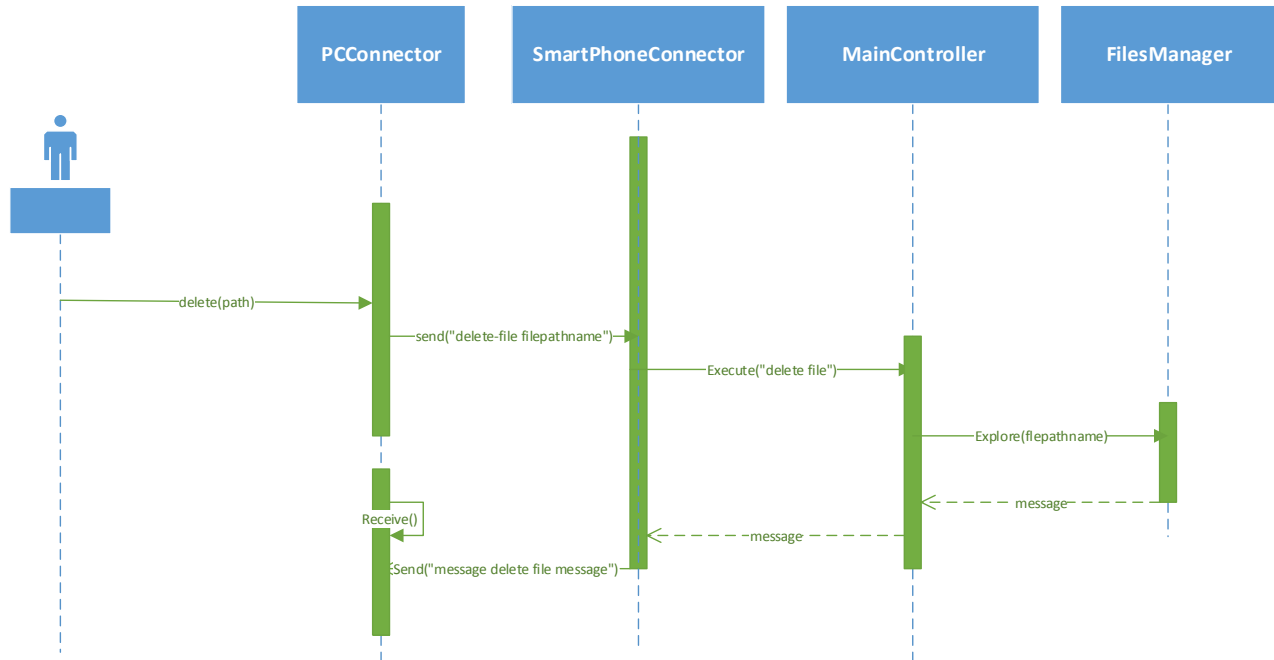 PCConnector
SmartPhoneConnector
MainController
FilesManager
delete(path)
send("delete-file filepathname")
Execute("delete file")
Explore(flepathname)
message
Receive()
message
Send("message delete file message")